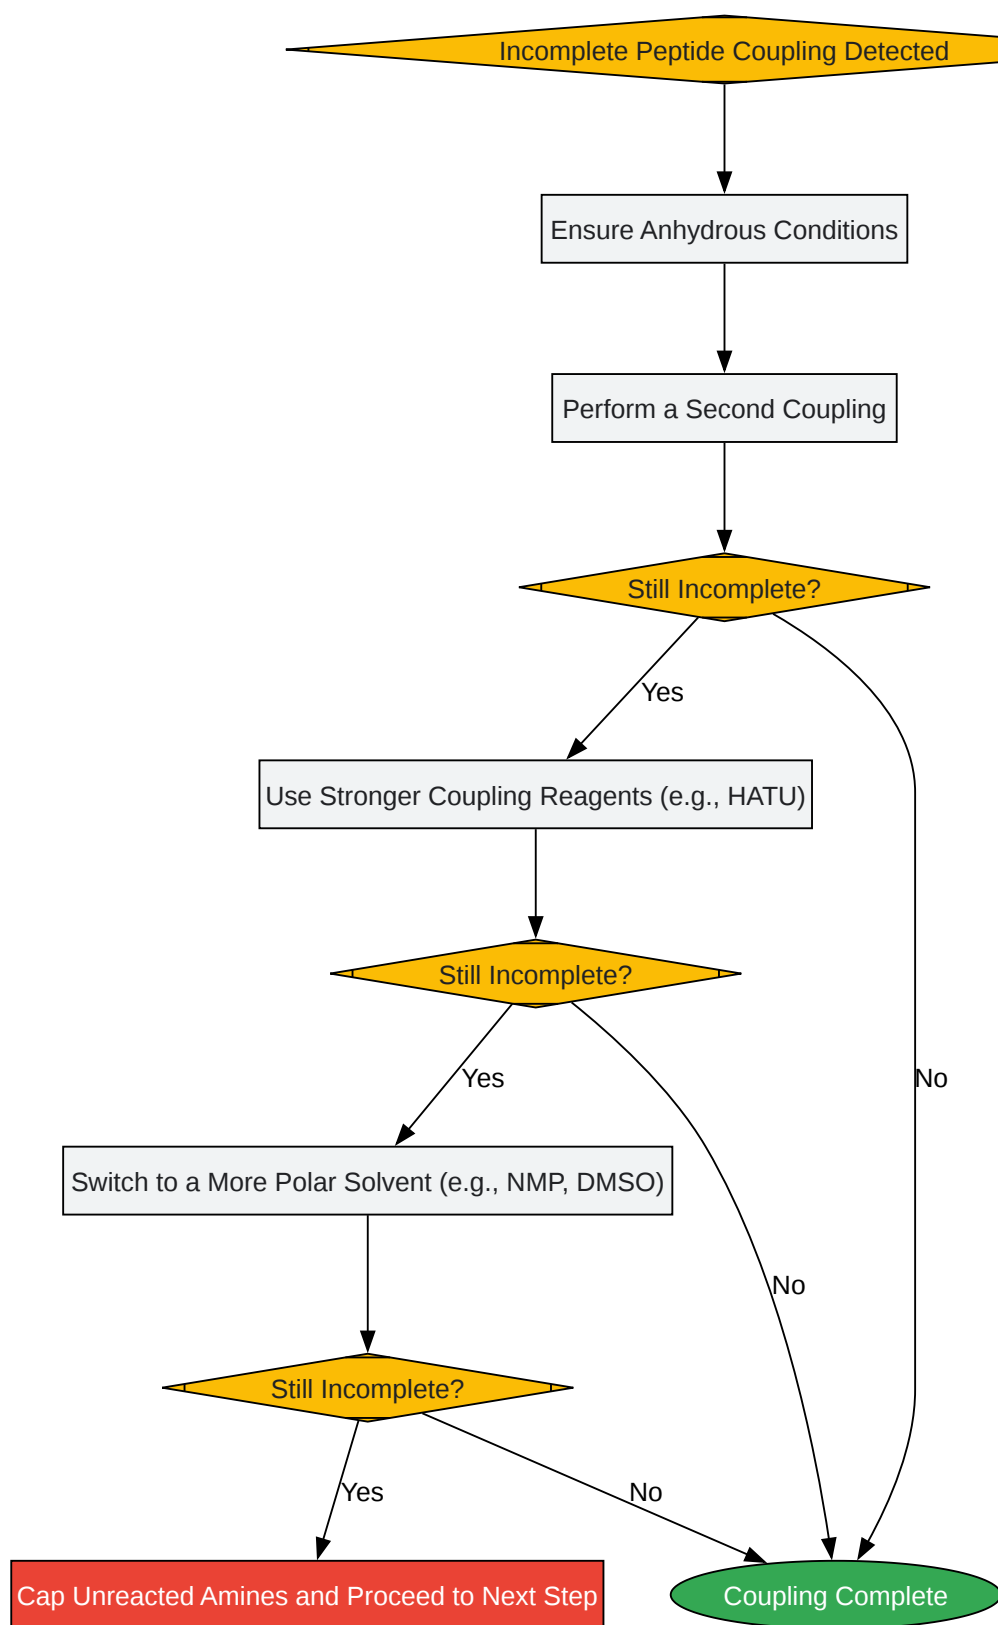 Incomplete Peptide Coupling Detected
Ensure Anhydrous Conditions
Perform a Second Coupling
Still Incomplete?
Yes
Use Stronger Coupling Reagents (e.g., HATU)
Still Incomplete?
Yes
No
Switch to a More Polar Solvent (e.g., NMP, DMSO)
No
Still Incomplete?
Yes
No
Cap Unreacted Amines and Proceed to Next Step
Coupling Complete